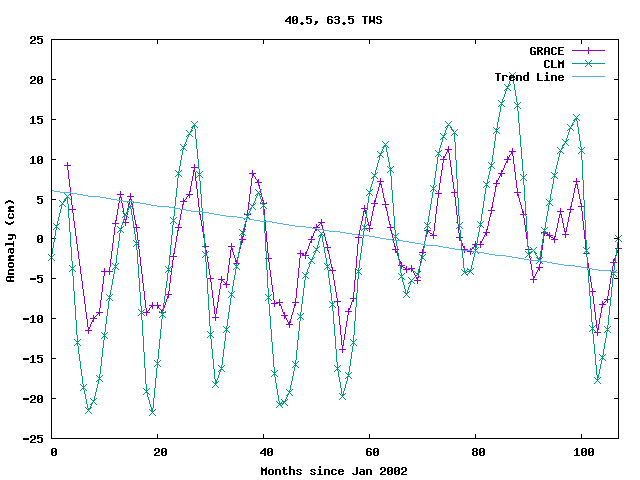 40.5, 63.5 TWS
GRACE
CLM
Trend Line
Anomaly (cm)
25
20
15
10
5
0
-5
-10
-15
-20
-25
0 20 40 60 80 100
Months since Jan 2002